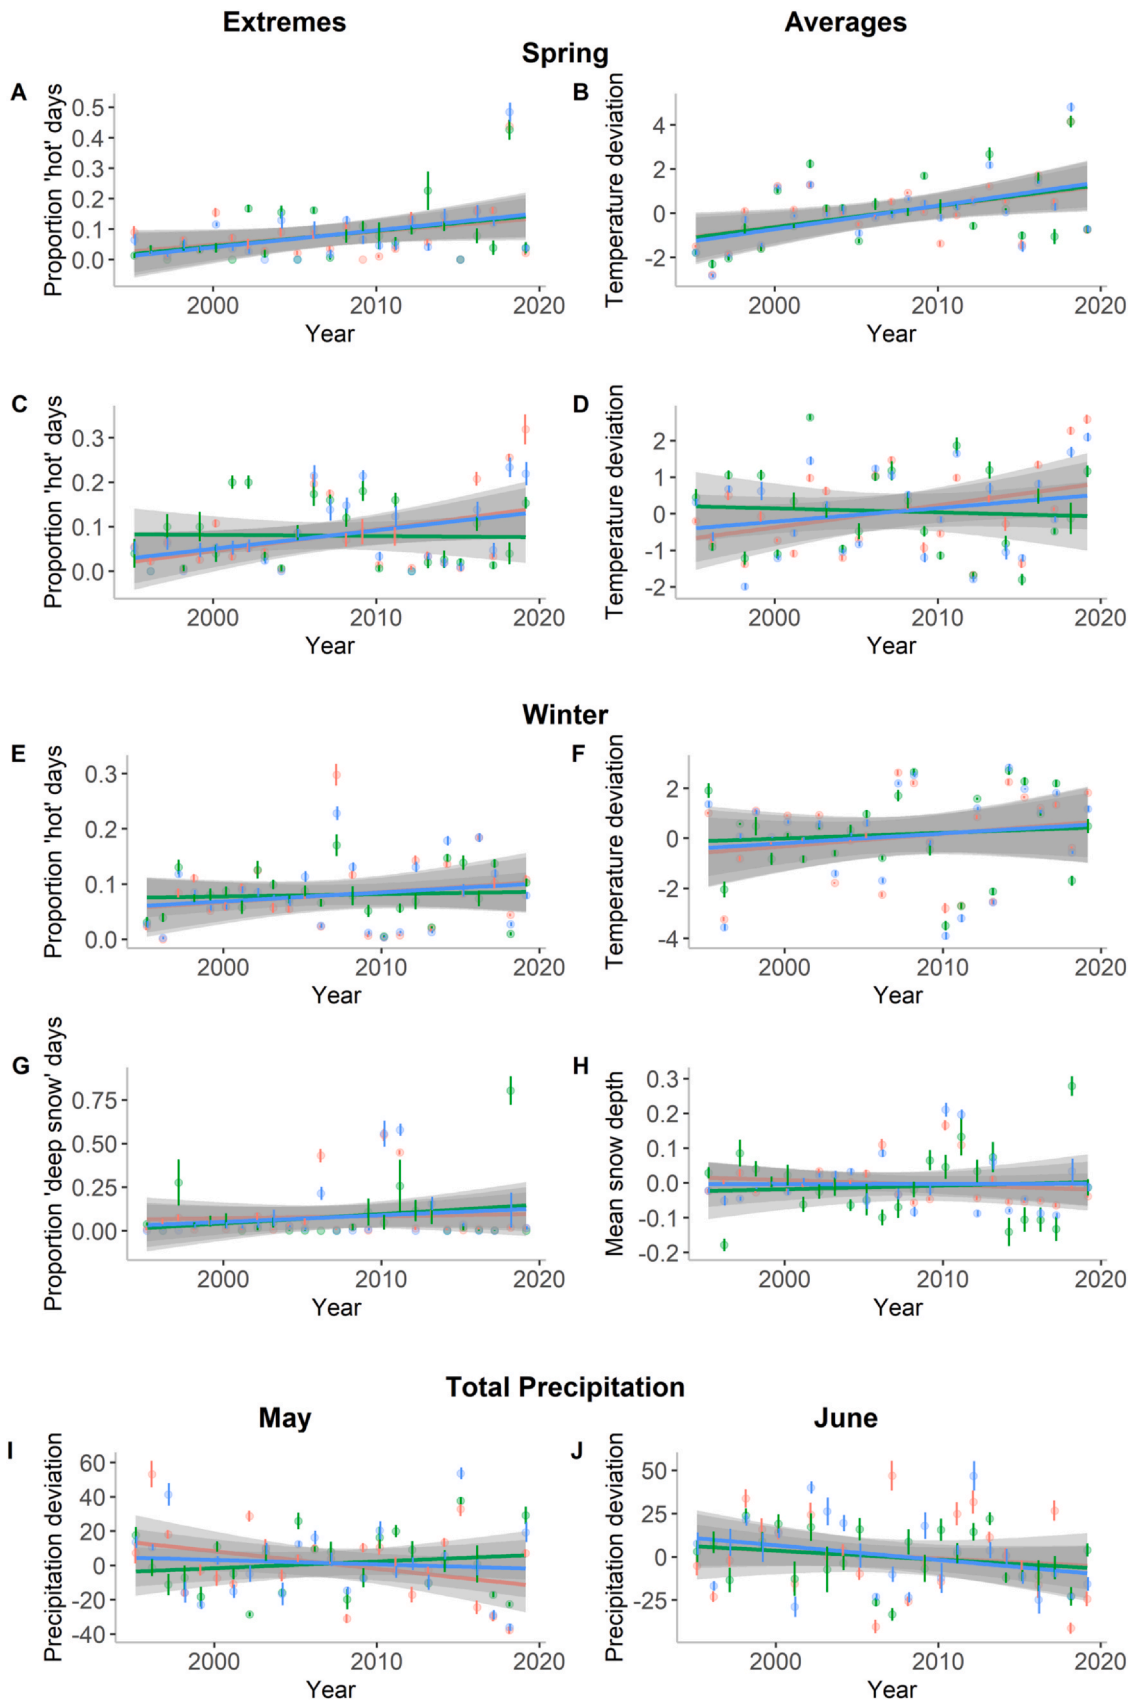 Extremes Averages
Spring
A B
Proportion 'hot' days
0.5
0.4
0.3
0.2
0.1
0.0
2000 2010 2020
Year
Temperature deviation
4
2
0
-2
2000 2010 2020
Year
C D
Proportion 'hot' days
0.3
0.2
0.1
0.0
2000 2010 2020
Year
Temperature deviation
2
1
0
-1
-2
2000 2010 2020
Year
Winter
E F
Proportion 'hot' days
0.3
0.2
0.1
0.0
2000 2010 2020
Year
Temperature deviation
2
0
-2
-4
2000 2010 2020
Year
G H
Proportion 'deep snow' days
0.75
0.50
0.25
0.00
2000 2010 2020
Year
Mean snow depth
0.3
0.2
0.1
0.0
-0.1
-0.2
2000 2010 2020
Year
Total Precipitation
May June
I J
Precipitation deviation
60
40
20
0
-20
-40
2000 2010 2020
Year
Precipitation deviation
50
25
0
-25
2000 2010 2020
Year